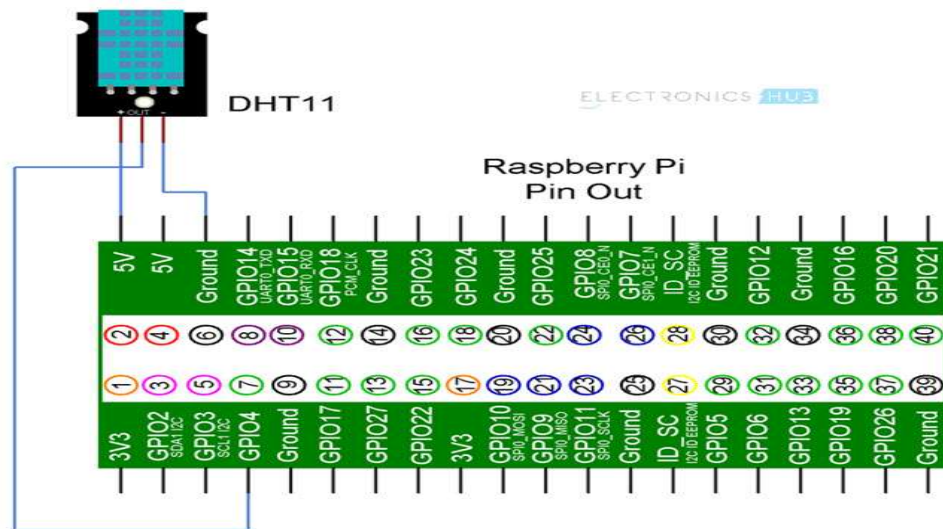 + OUT -
DHT11
ELECTRONICS HUB
Raspberry Pi
Pin Out
5V
5V
Ground
GPIO14
UART0_TXD
GPIO15
UART0_RXD
GPIO18
PCM_CLK
Ground
GPIO23
GPIO24
Ground
GPIO25
GPIO8
SPI0_CE0_N
GPIO7
SPI0_CE1_N
ID_SC
I2C ID EEPROM
Ground
GPIO12
Ground
GPIO16
GPIO20
GPIO21
2 4 6 8 10 12 14 16 18 20 22 24 26 28 30 32 34 36 38 40
1 3 5 7 9 11 13 15 17 19 21 23 25 27 29 31 33 35 37 39
3V3
GPIO2
SDA1 I2C
GPIO3
SCL1 I2C
GPIO4
Ground
GPIO17
GPIO27
GPIO22
3V3
GPIO10
SPI0_MOSI
GPIO9
SPI0_MISO
GPIO11
SPI0_SCLK
Ground
ID_SC
I2C ID EEPROM
GPIO5
GPIO6
GPIO13
GPIO19
GPIO26
Ground